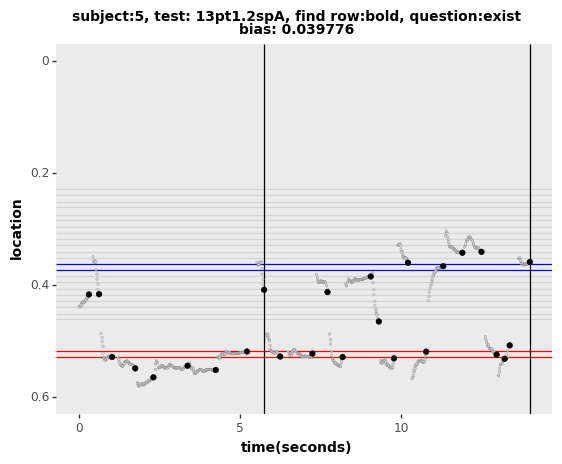 subject:5, test: 13pt1.2spA, find row:bold, question:exist
bias: 0.039776
0
0.2
0.4
0.6
location
0 5 10
time(seconds)